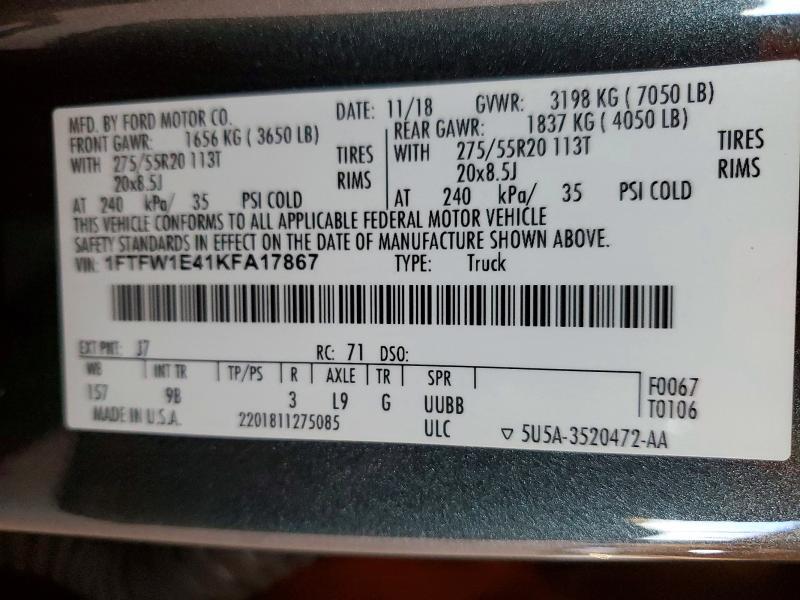 MFD. BY FORD MOTOR CO. DATE: 11/18 GVWR: 3198 KG ( 7050 LB)
FRONT GAWR: 1656 KG ( 3650 LB) REAR GAWR: 1837 KG ( 4050 LB)
WITH 275/55R20 113T TIRES WITH 275/55R20 113T TIRES
20x8.5J RIMS 20x8.5J RIMS
AT 240 kPa/ 35 PSI COLD AT 240 kPa/ 35 PSI COLD
THIS VEHICLE CONFORMS TO ALL APPLICABLE FEDERAL MOTOR VEHICLE
SAFETY STANDARDS IN EFFECT ON THE DATE OF MANUFACTURE SHOWN ABOVE.
VIN: 1FTFW1E41KFA17867 TYPE: Truck
EXT PNT: J7 RC: 71 DSO:
WB INT TR TP/PS R AXLE TR SPR
157 9B 3 L9 G UUBB F0067
MADE IN U.S.A. 2201811275085 ULC T0106
▽ 5U5A-3520472-AA